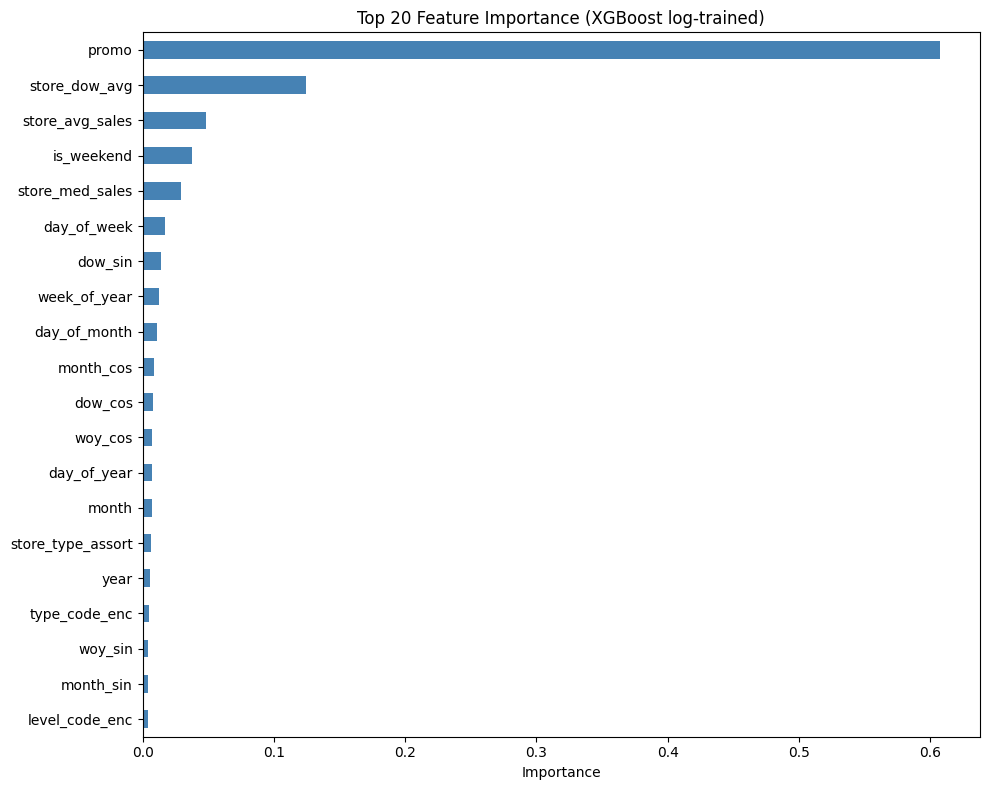 Top 20 Feature Importance (XGBoost log-trained)
promo
store_dow_avg
store_avg_sales
is_weekend
store_med_sales
day_of_week
dow_sin
week_of_year
day_of_month
month_cos
dow_cos
woy_cos
day_of_year
month
store_type_assort
year
type_code_enc
woy_sin
month_sin
level_code_enc
0.0 0.1 0.2 0.3 0.4 0.5 0.6
Importance